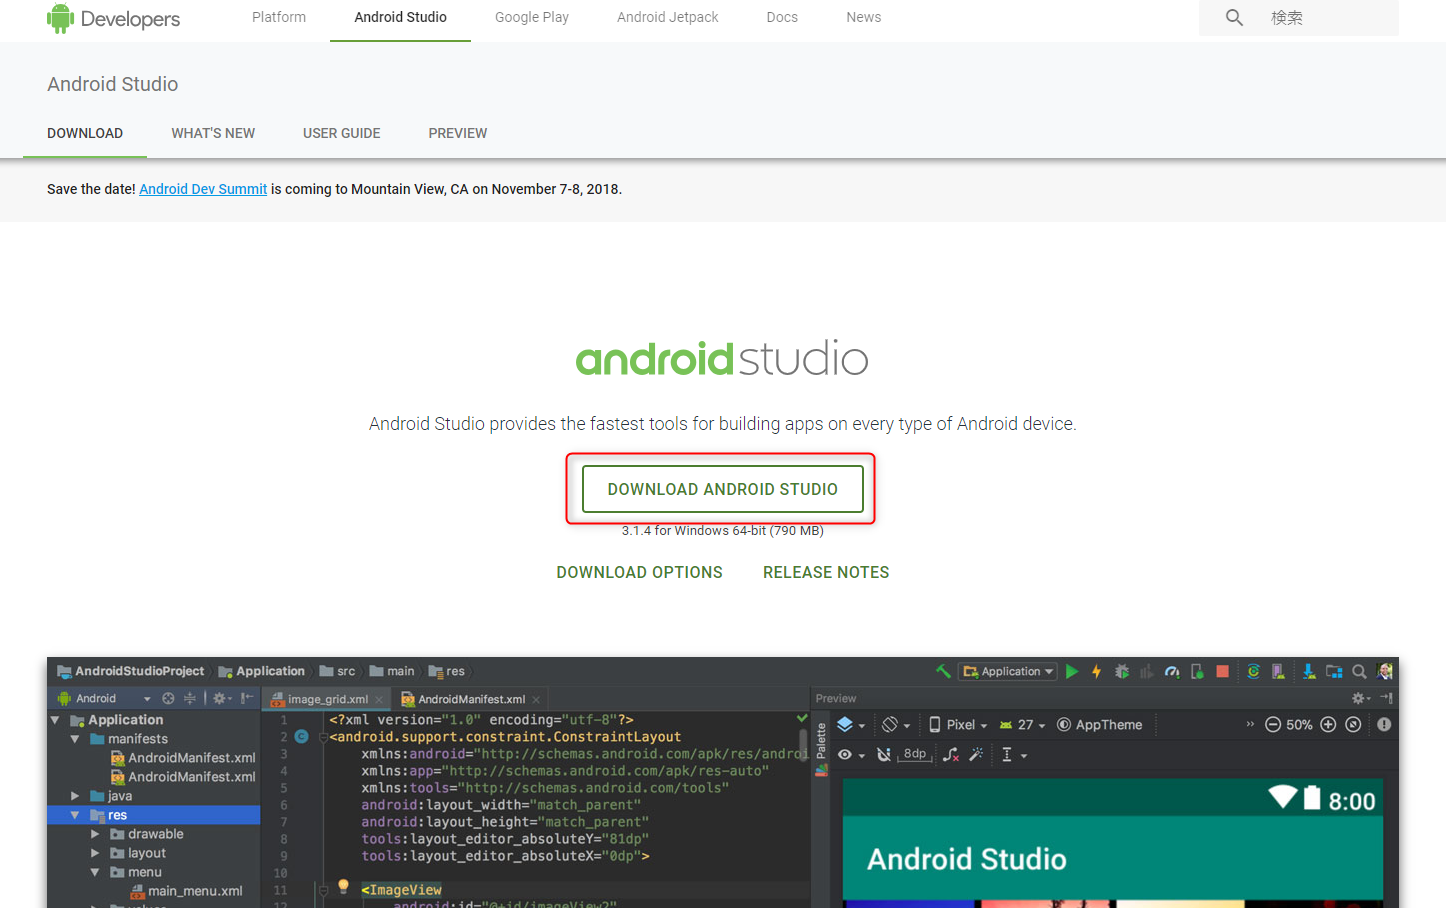 Developers Platform Android Studio Google Play Android Jetpack Docs News 検索
Android Studio
DOWNLOAD WHAT'S NEW USER GUIDE PREVIEW
Save the date! Android Dev Summit is coming to Mountain View, CA on November 7-8, 2018.
androidstudio
Android Studio provides the fastest tools for building apps on every type of Android device.
DOWNLOAD ANDROID STUDIO
3.1.4 for Windows 64-bit (790 MB)
DOWNLOAD OPTIONS RELEASE NOTES
AndroidStudioProject Application src main res Application
Android image_grid.xml AndroidManifest.xml Preview
Application
manifests
AndroidManifest.xml
AndroidManifest.xml
java
res
drawable
layout
menu
main_menu.xml
1 <?xml version="1.0" encoding="utf-8"?>
2 <android.support.constraint.ConstraintLayout
3 xmlns:android="http://schemas.android.com/apk/res/androi
4 xmlns:app="http://schemas.android.com/apk/res-auto"
5 xmlns:tools="http://schemas.android.com/tools"
6 android:layout_width="match_parent"
7 android:layout_height="match_parent"
8 tools:layout_editor_absoluteY="81dp"
9 tools:layout_editor_absoluteX="0dp">
10
11 <ImageView
12 android:id="@+id/imageView2"
Palette
Pixel 27 AppTheme 50%
8dp
8:00
Android Studio